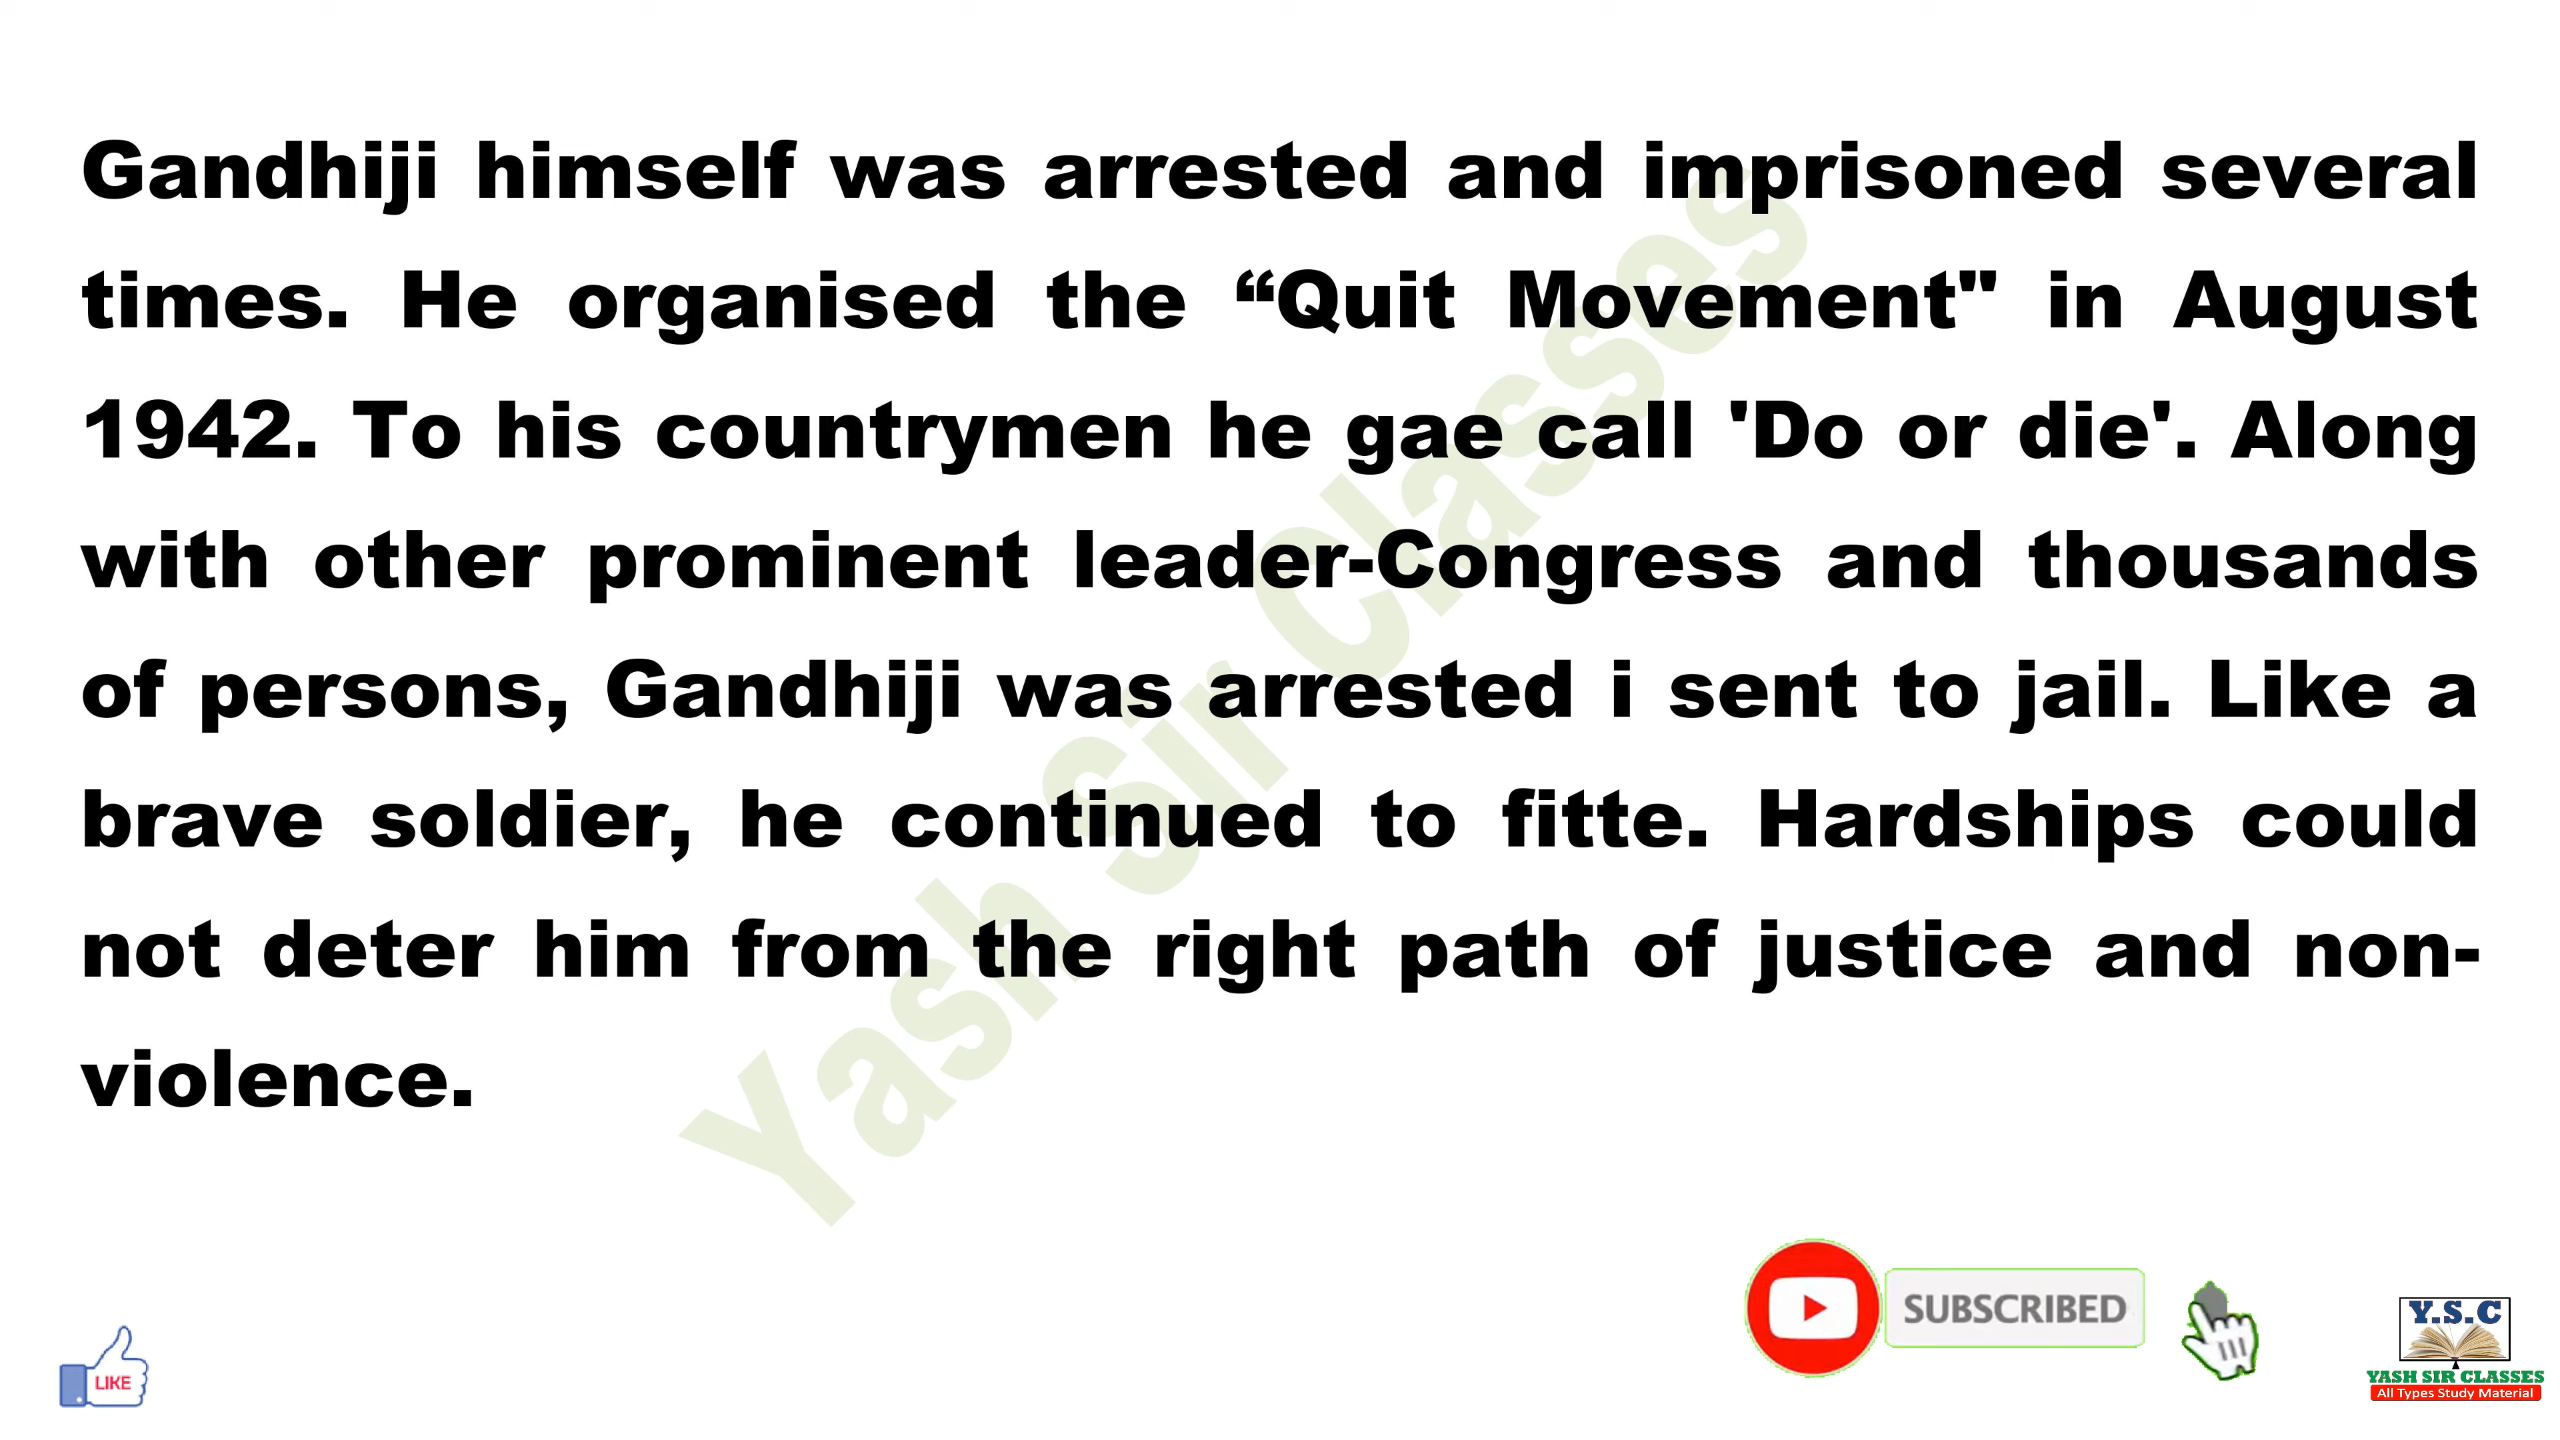 Gandhiji himself was arrested and imprisoned several
times. He organised the “Quit Movement" in August
1942. To his countrymen he gae call 'Do or die'. Along
with other prominent leader-Congress and thousands
of persons, Gandhiji was arrested i sent to jail. Like a
brave soldier, he continued to fitte. Hardships could
not deter him from the right path of justice and non-
violence.
Yash Sir Classes
LIKE
SUBSCRIBED
Y.S.C
YASH SIR CLASSES
All Types Study Material